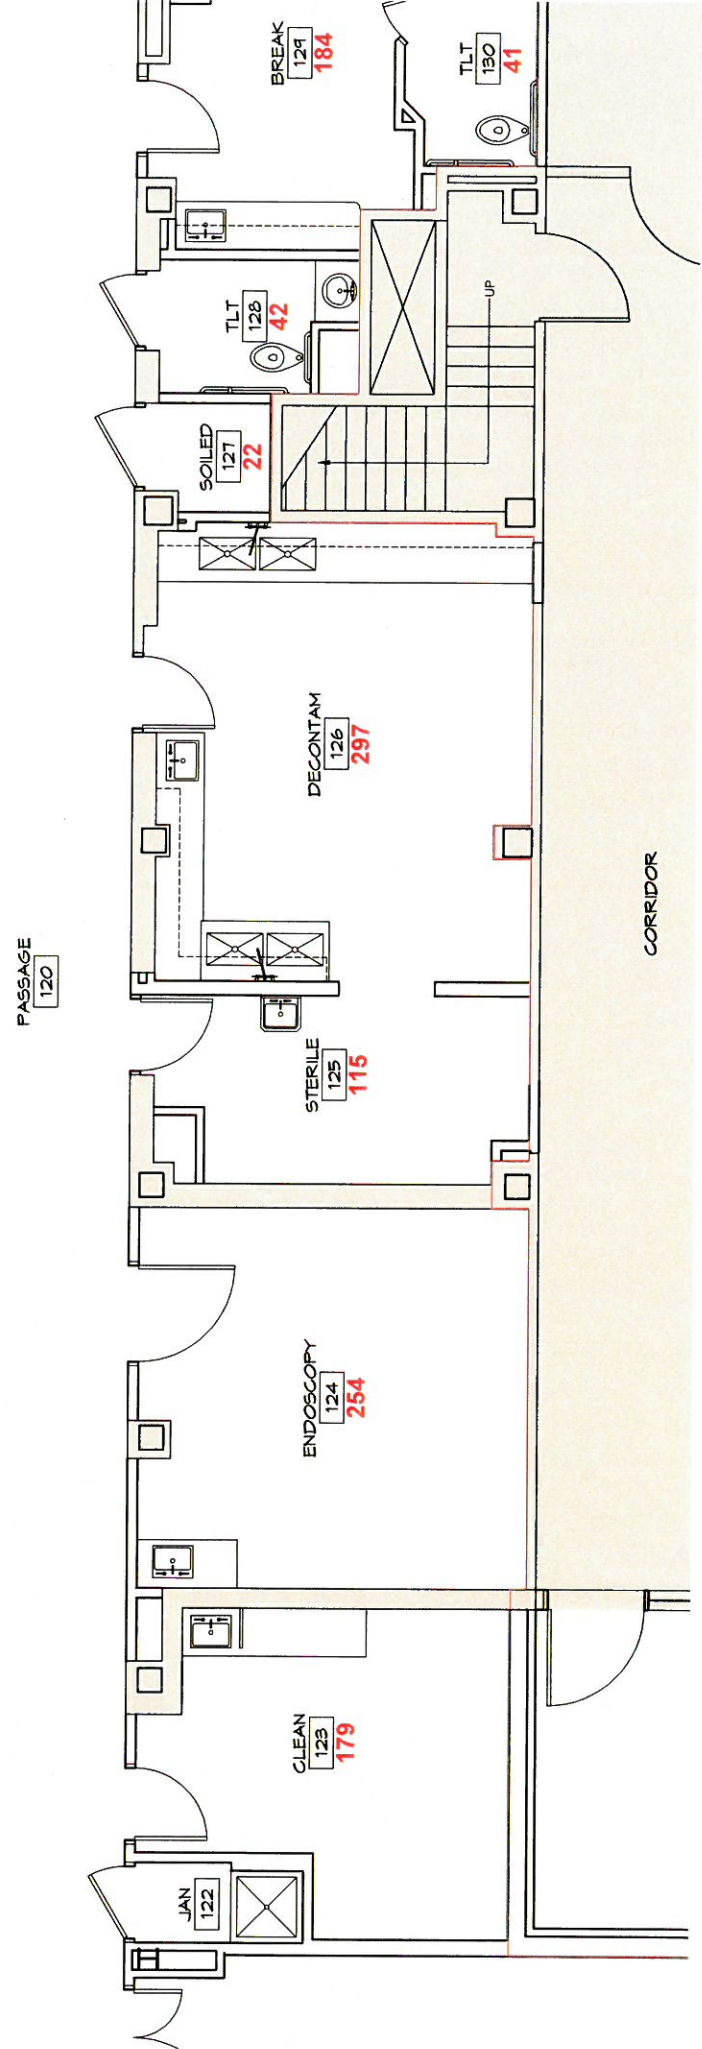 BREAK
129
184
TLT
130
41
TLT
128
42
UP
SOILED
127
22
DECONTAM
126
297
CORRIDOR
PASSAGE
120
STERILE
125
115
ENDOSCOPY
124
254
CLEAN
123
179
JAN
122